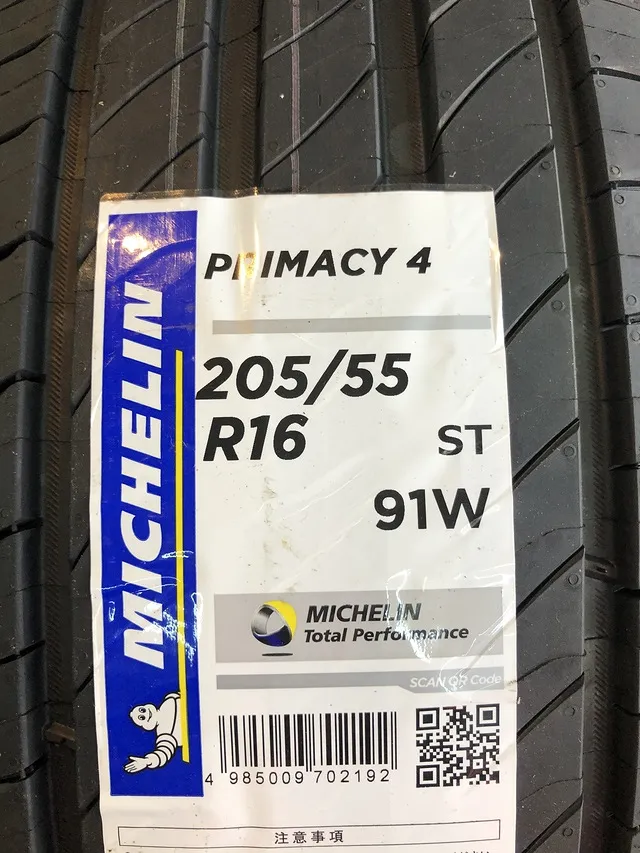 MICHELIN
PRIMACY 4
205/55
R16
ST
91W
MICHELIN
Total Performance
SCAN QR Code
4 985009 702192
注意事項